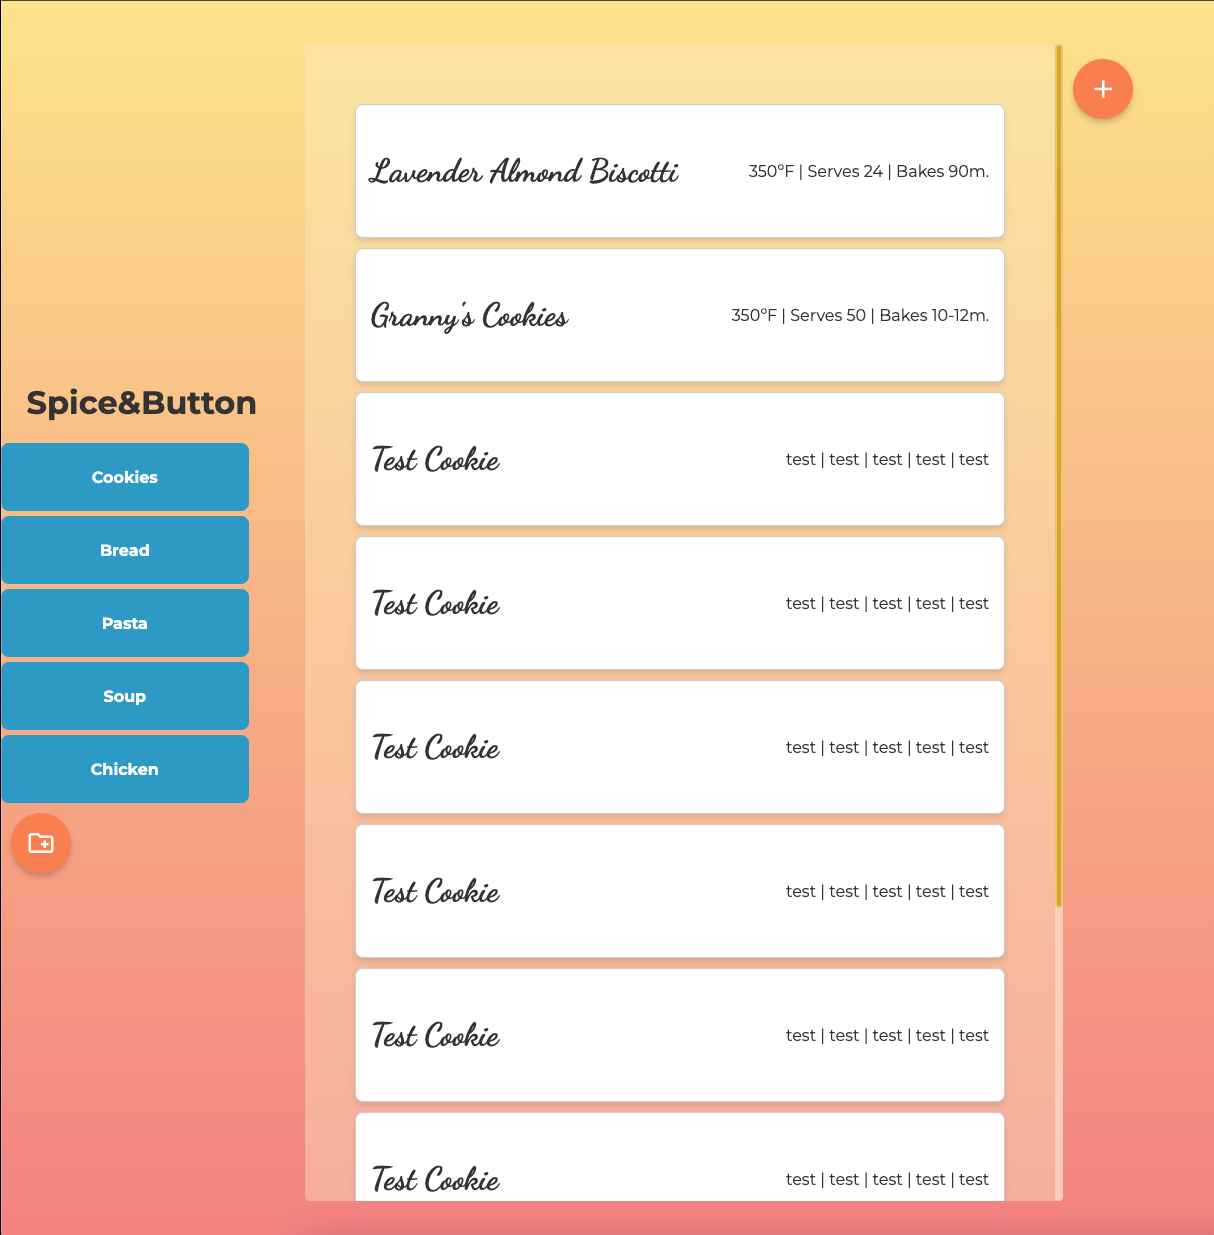 Spice&Button
Cookies
Bread
Pasta
Soup
Chicken
Lavender Almond Biscotti
350°F | Serves 24 | Bakes 90m.
Granny's Cookies
350°F | Serves 50 | Bakes 10-12m.
Test Cookie
test | test | test | test | test
Test Cookie
test | test | test | test | test
Test Cookie
test | test | test | test | test
Test Cookie
test | test | test | test | test
Test Cookie
test | test | test | test | test
Test Cookie
test | test | test | test | test